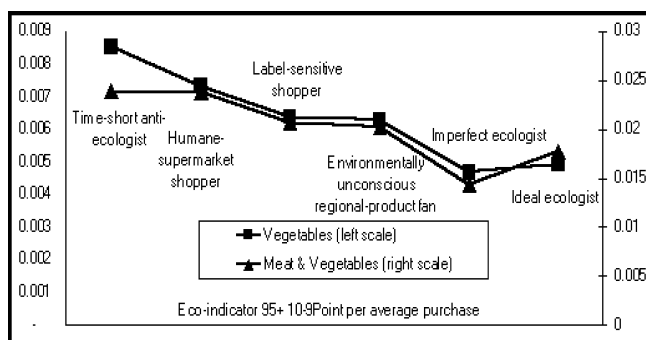 0.009
0.008
0.007
0.006
0.005
0.004
0.003
0.002
0.001
-
0.03
0.025
0.02
0.015
0.01
0.005
0
Time-short anti-
ecologist
Humane-
supermarket
shopper
Label-sensitive
shopper
Environmentally
unconscious
regional-product fan
Imperfect ecologist
Ideal ecologist
Vegetables (left scale)
Meat & Vegetables (right scale)
Eco-indicator 95+ 10-9Point per average purchase